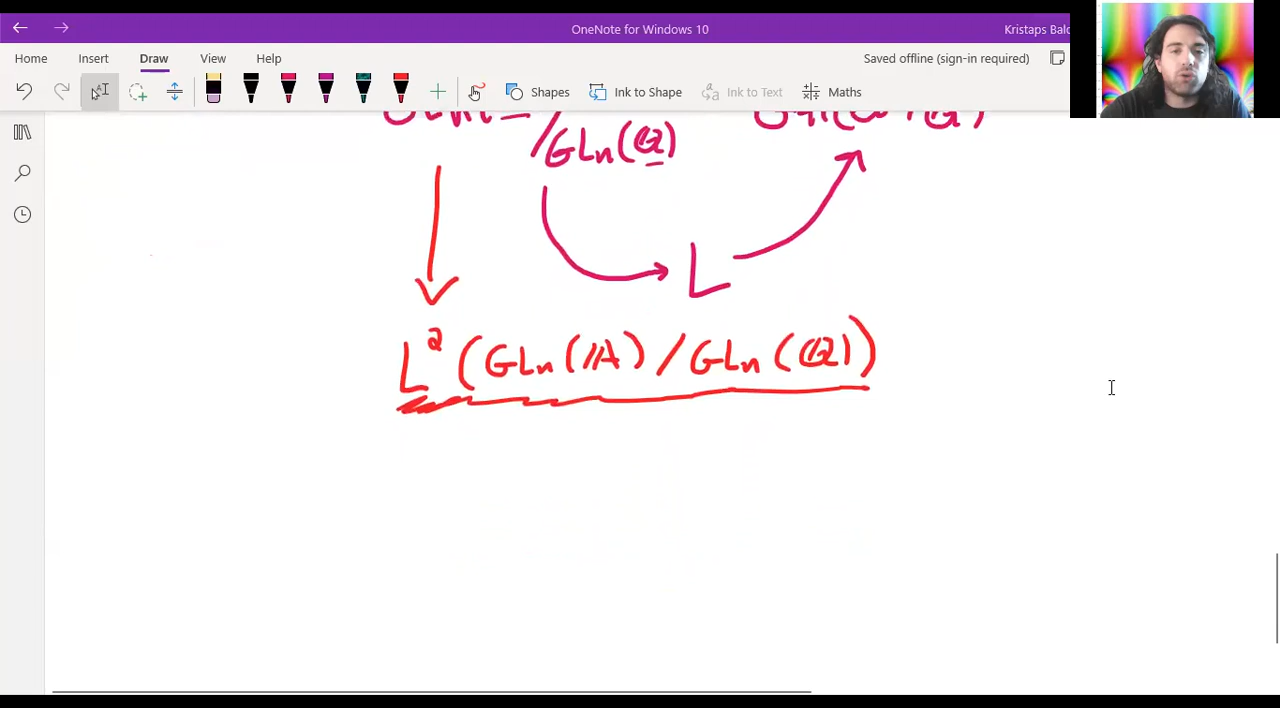 OneNote for Windows 10
Kristaps Balo
Home Insert Draw View Help
Saved offline (sign-in required)
Shapes Ink to Shape Ink to Text Maths
/GLn(Q)
L
L² (GLn(A) / GLn(Q))